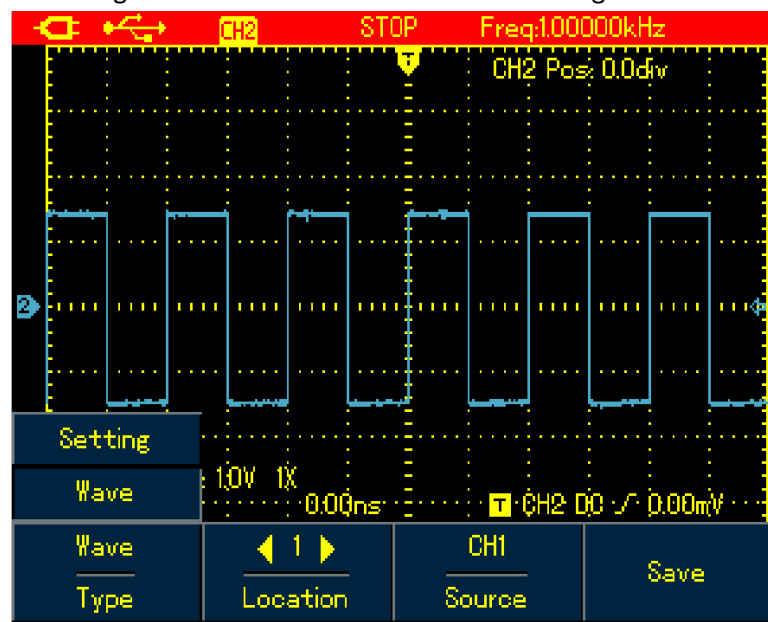 CH2 STOP Freq:1.00000kHz
T
CH2 Pos: 0.0div
2
Setting
: 1.0V 1X
Wave
0.00ns T CH2 DC 0.00mV
Wave 1 CH1 Save
Type Location Source